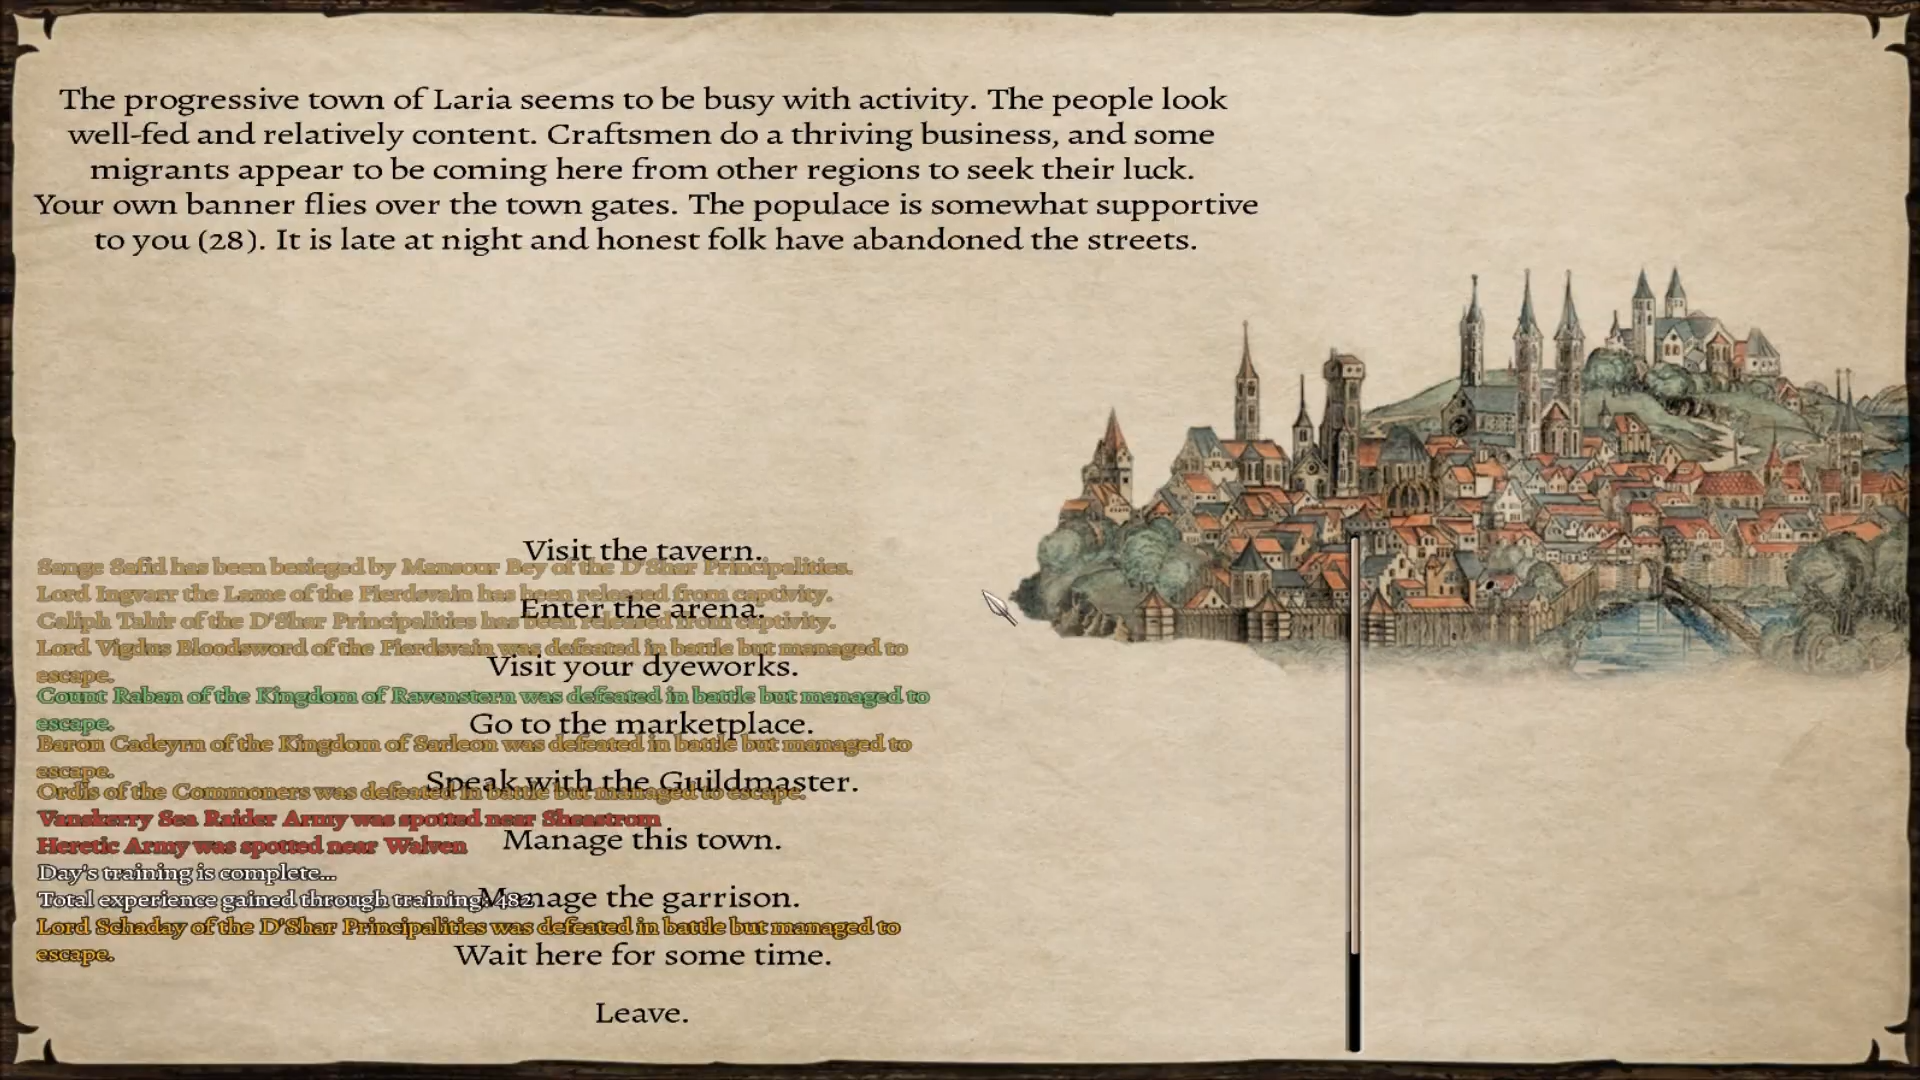 The progressive town of Laria seems to be busy with activity. The people look
well-fed and relatively content. Craftsmen do a thriving business, and some
migrants appear to be coming here from other regions to seek their luck.
Your own banner flies over the town gates. The populace is somewhat supportive
to you (28). It is late at night and honest folk have abandoned the streets.
Visit the tavern.
Sange Safid has been besieged by Mansour Bey of the D'Shar Principalities.
Lord Ingvarr the Lame of the Fierdsvain has been released from captivity.
Enter the arena.
Caliph Tahir of the D'Shar Principalities has been released from captivity.
Lord Vigdus Bloodsword of the Fierdsvain was defeated in battle but managed to
escape.
Visit your dyeworks.
Count Raban of the Kingdom of Ravenstern was defeated in battle but managed to
escape.
Go to the marketplace.
Baron Cadeyrn of the Kingdom of Sarleon was defeated in battle but managed to
escape.
Speak with the Guildmaster.
Ordis of the Commoners was defeated in battle but managed to escape.
Vanskerry Sea Raider Army was spotted near Sheastrom
Manage this town.
Heretic Army was spotted near Walven
Day's training is complete...
Total experience gained through training: 482
Manage the garrison.
Lord Schaday of the D'Shar Principalities was defeated in battle but managed to
escape.
Wait here for some time.
Leave.